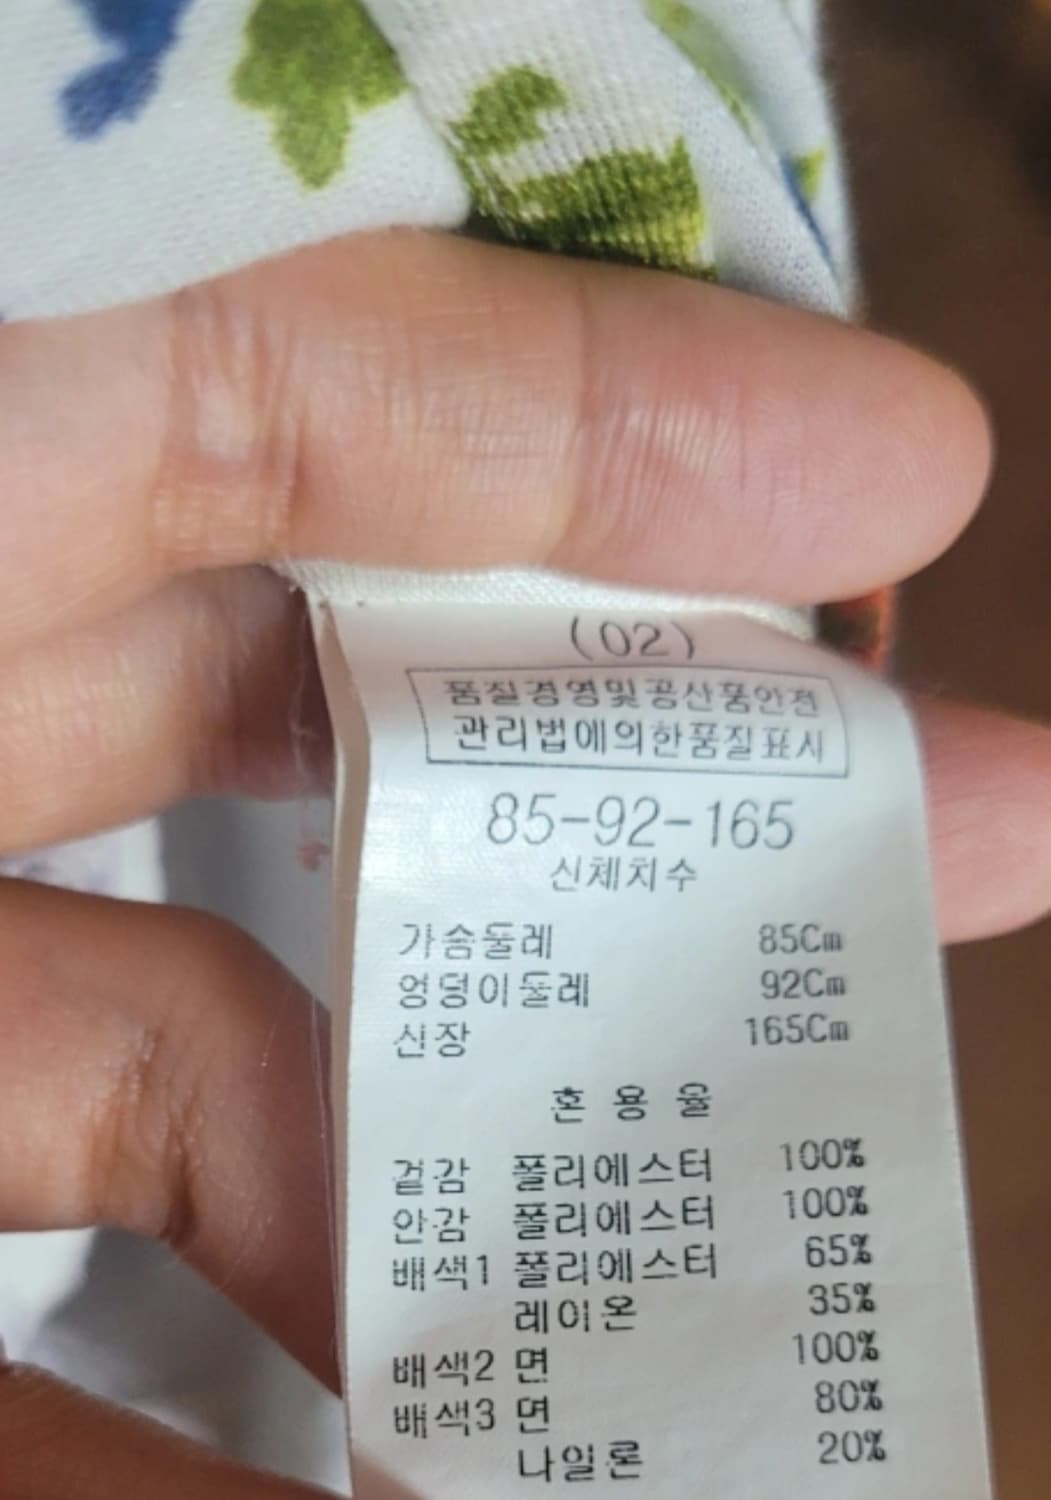 (02)
품질경영및공산품안전
관리법에의한품질표시
85-92-165
신체치수
가슴둘레 85Cm
엉덩이둘레 92Cm
신장 165Cm
혼 용 율
겉감 폴리에스터 100%
안감 폴리에스터 100%
배색1 폴리에스터 65%
레이온 35%
배색2 면 100%
배색3 면 80%
나일론 20%